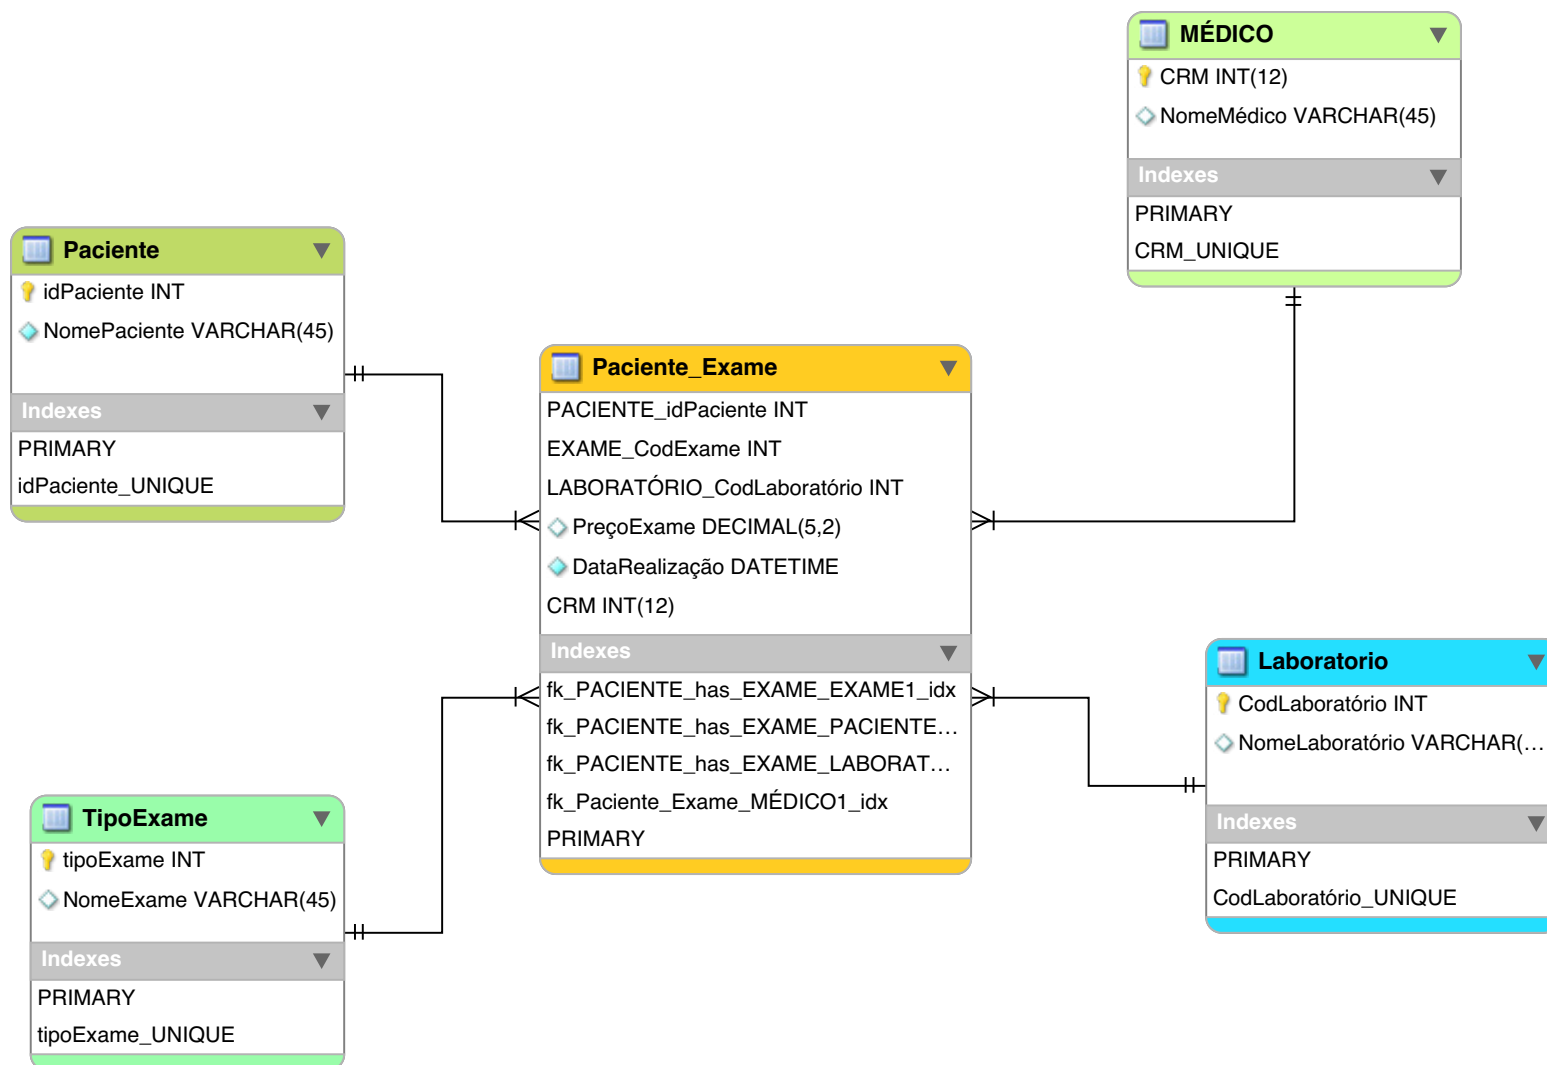 MÉDICO
CRM INT(12)
NomeMédico VARCHAR(45)
Indexes
PRIMARY
CRM_UNIQUE
Paciente
idPaciente INT
NomePaciente VARCHAR(45)
Indexes
PRIMARY
idPaciente_UNIQUE
Paciente_Exame
PACIENTE_idPaciente INT
EXAME_CodExame INT
LABORATÓRIO_CodLaboratório INT
PreçoExame DECIMAL(5,2)
DataRealização DATETIME
CRM INT(12)
Indexes
fk_PACIENTE_has_EXAME_EXAME1_idx
fk_PACIENTE_has_EXAME_PACIENTE...
fk_PACIENTE_has_EXAME_LABORAT...
fk_Paciente_Exame_MÉDICO1_idx
PRIMARY
Laboratorio
CodLaboratório INT
NomeLaboratório VARCHAR(...
Indexes
PRIMARY
CodLaboratório_UNIQUE
TipoExame
tipoExame INT
NomeExame VARCHAR(45)
Indexes
PRIMARY
tipoExame_UNIQUE